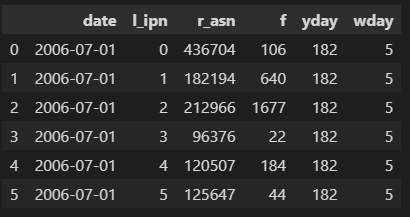 date l_ipn r_asn f yday wday
0 2006-07-01 0 436704 106 182 5
1 2006-07-01 1 182194 640 182 5
2 2006-07-01 2 212966 1677 182 5
3 2006-07-01 3 96376 22 182 5
4 2006-07-01 4 120507 184 182 5
5 2006-07-01 5 125647 44 182 5